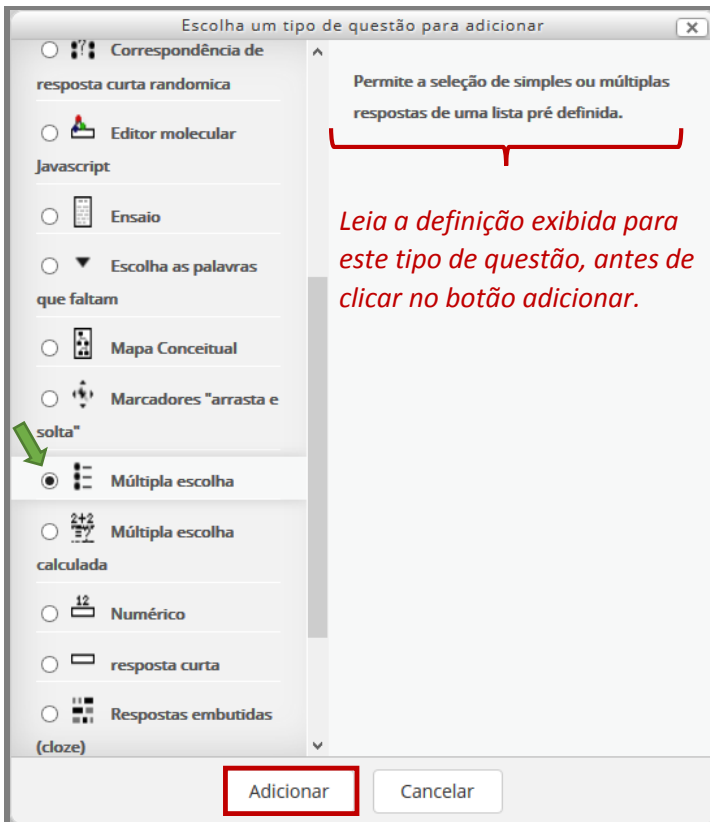 Escolha um tipo de questão para adicionar
x
Correspondência de
resposta curta randomica
Editor molecular
Javascript
Ensaio
Escolha as palavras
que faltam
Mapa Conceitual
Marcadores "arrasta e
solta"
Múltipla escolha
2+2
=?
Múltipla escolha
calculada
12
Numérico
resposta curta
Respostas embutidas
(cloze)
Permite a seleção de simples ou múltiplas
respostas de uma lista pré definida.
Leia a definição exibida para
este tipo de questão, antes de
clicar no botão adicionar.
Adicionar
Cancelar